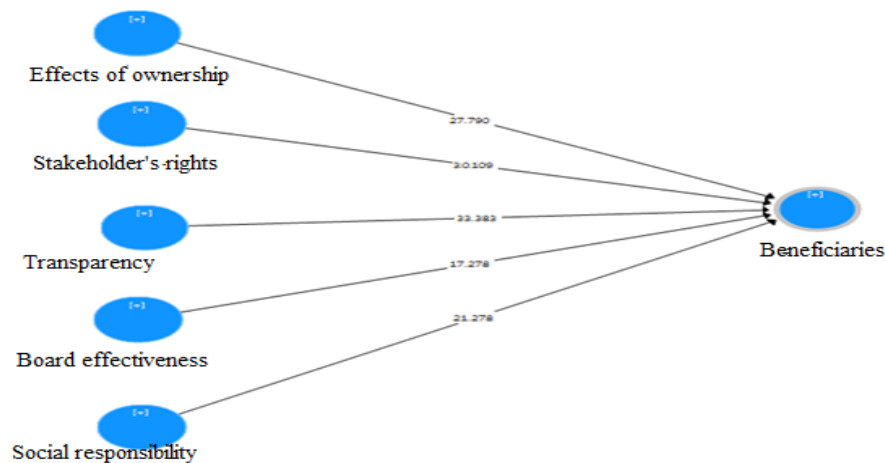 [+]
Effects of ownership
27.790
[+]
Stakeholder's rights
30.109
[+]
Beneficiaries
[+]
Transparency
33.383
17.278
[+]
Board effectiveness
21.278
[+]
Social responsibility